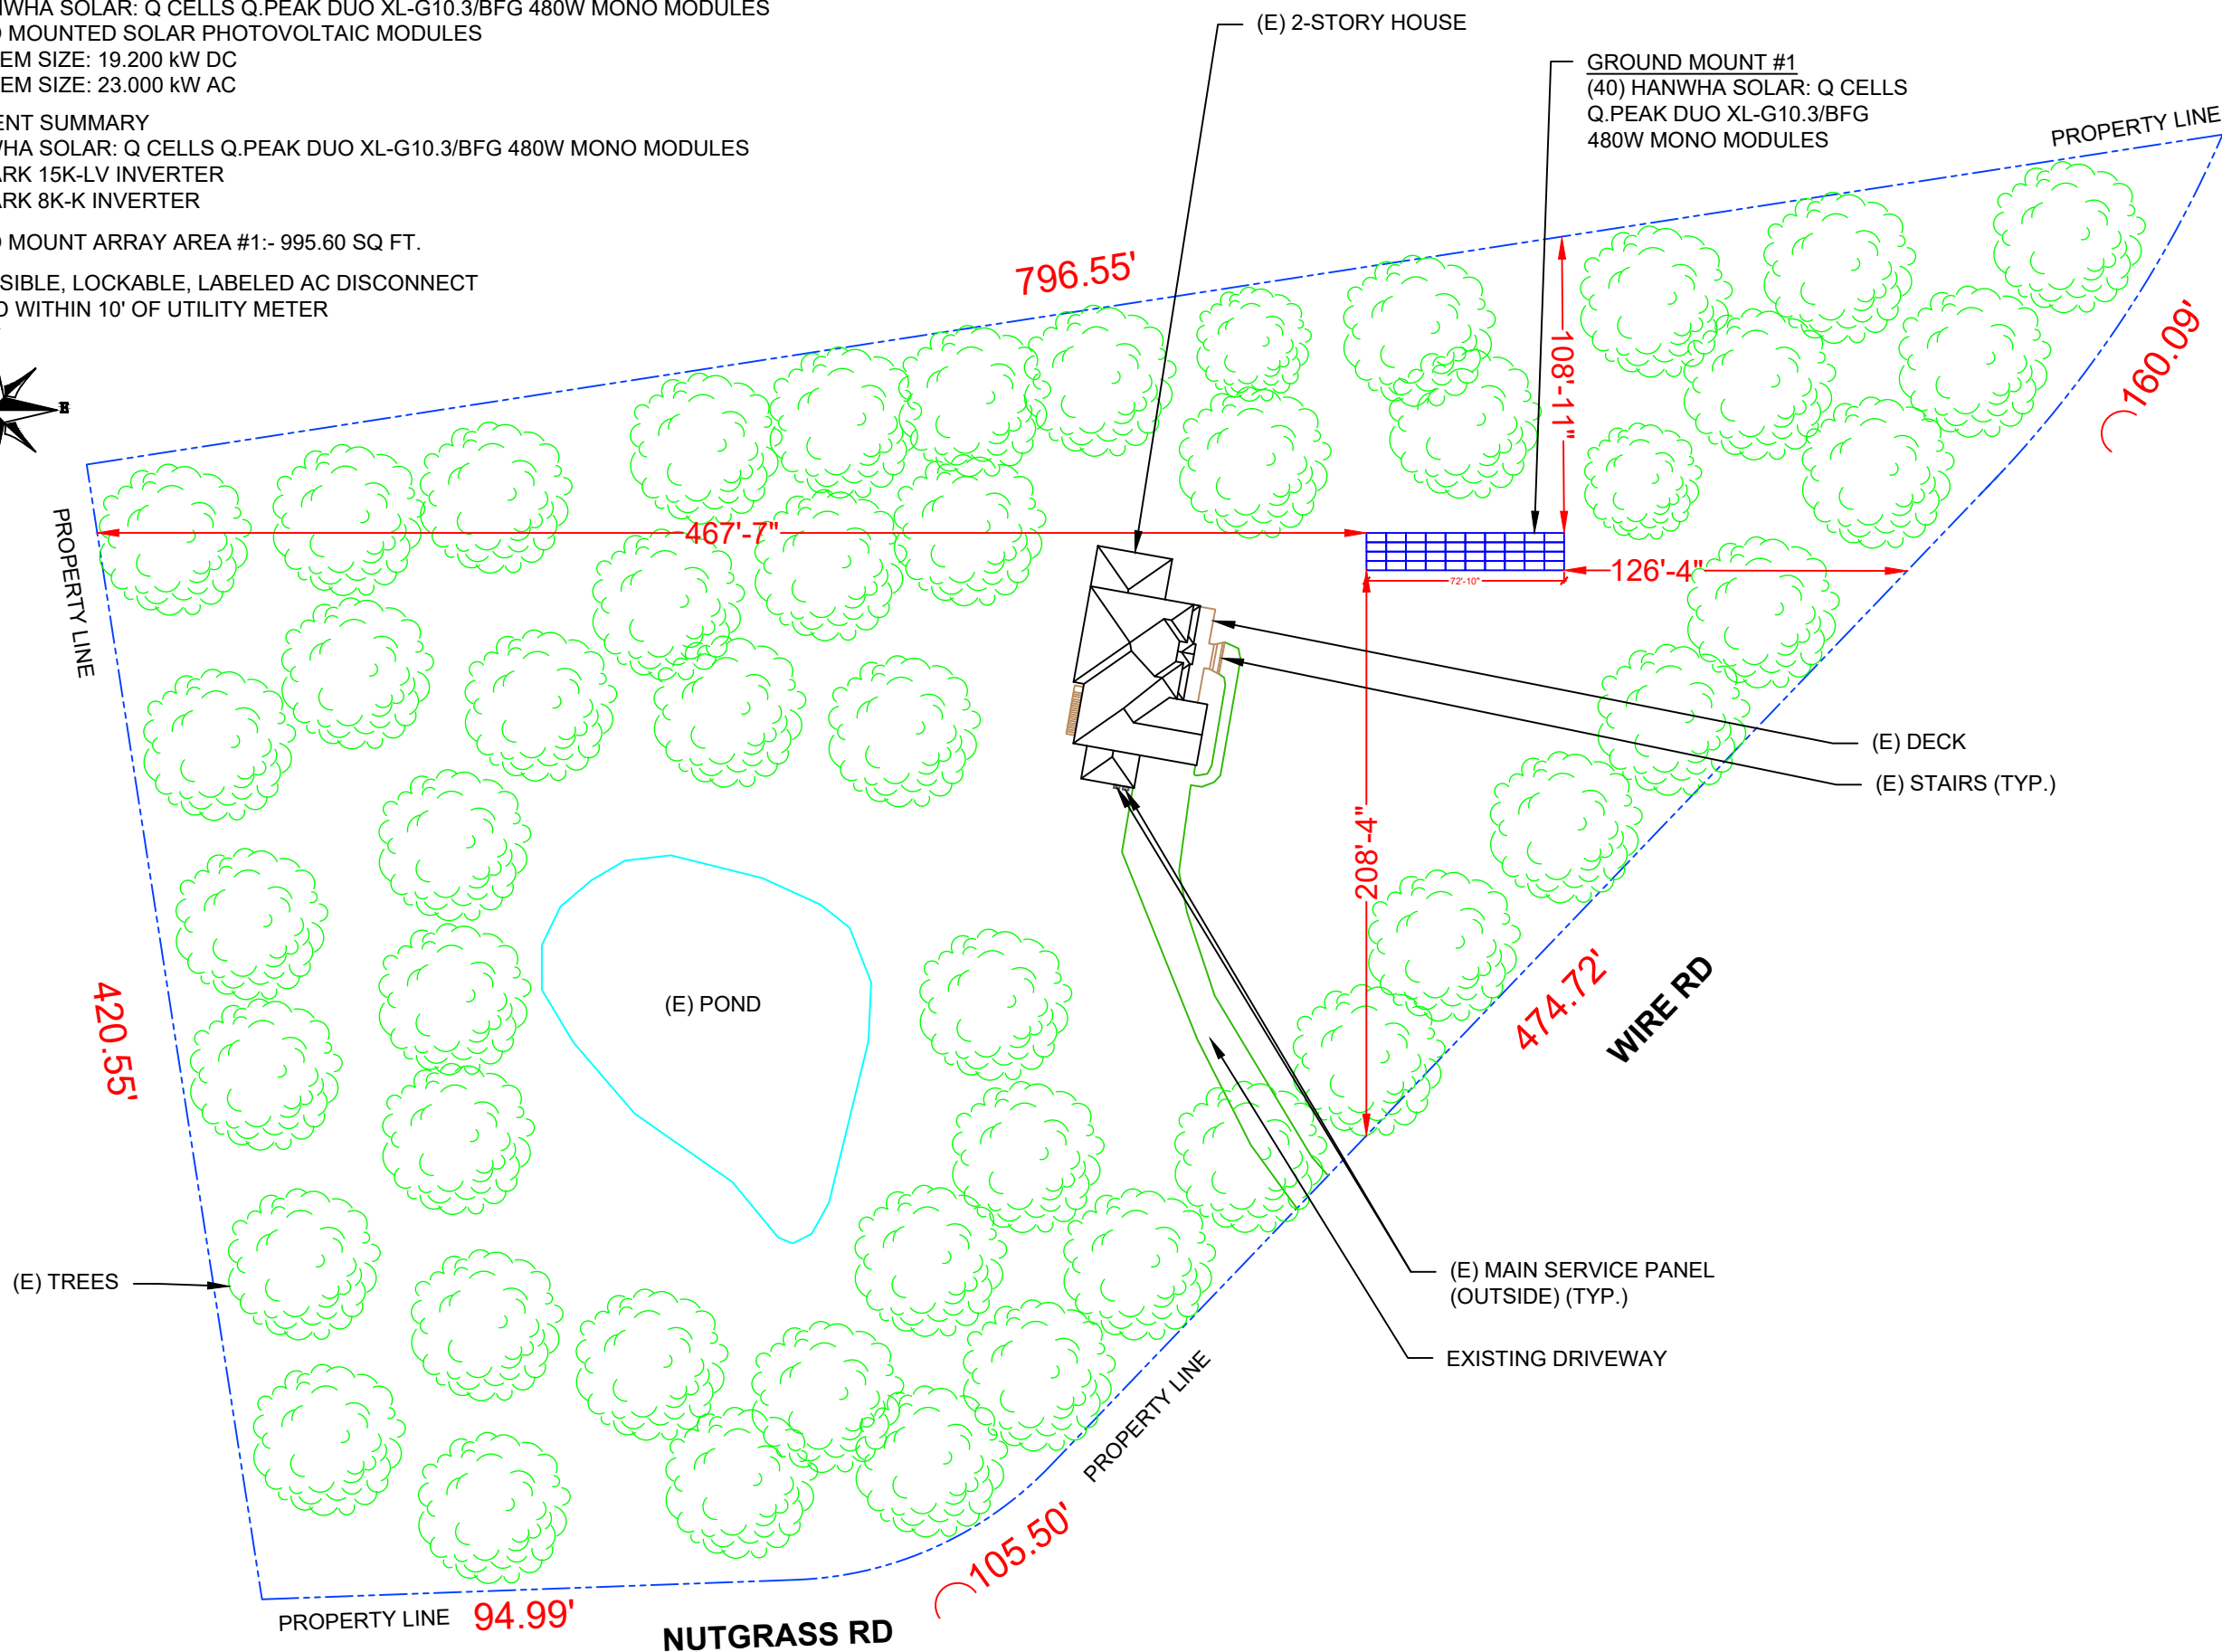 NWHA SOLAR: Q CELLS Q.PEAK DUO XL-G10.3/BFG 480W MONO MODULES
D MOUNTED SOLAR PHOTOVOLTAIC MODULES
EM SIZE: 19.200 kW DC
EM SIZE: 23.000 kW AC
ENT SUMMARY
WHA SOLAR: Q CELLS Q.PEAK DUO XL-G10.3/BFG 480W MONO MODULES
ARK 15K-LV INVERTER
ARK 8K-K INVERTER
D MOUNT ARRAY AREA #1:- 995.60 SQ FT.
SIBLE, LOCKABLE, LABELED AC DISCONNECT
D WITHIN 10' OF UTILITY METER
(E) 2-STORY HOUSE
GROUND MOUNT #1
(40) HANWHA SOLAR: Q CELLS
Q.PEAK DUO XL-G10.3/BFG
480W MONO MODULES
PROPERTY LINE
796.55'
160.09'
108'-11"
467'-7"
126'-4"
72'-10"
PROPERTY LINE
(E) DECK
(E) STAIRS (TYP.)
208'-4"
420.55'
(E) POND
474.72'
WIRE RD
(E) TREES
(E) MAIN SERVICE PANEL
(OUTSIDE) (TYP.)
EXISTING DRIVEWAY
PROPERTY LINE
105.50'
PROPERTY LINE
94.99'
NUTGRASS RD